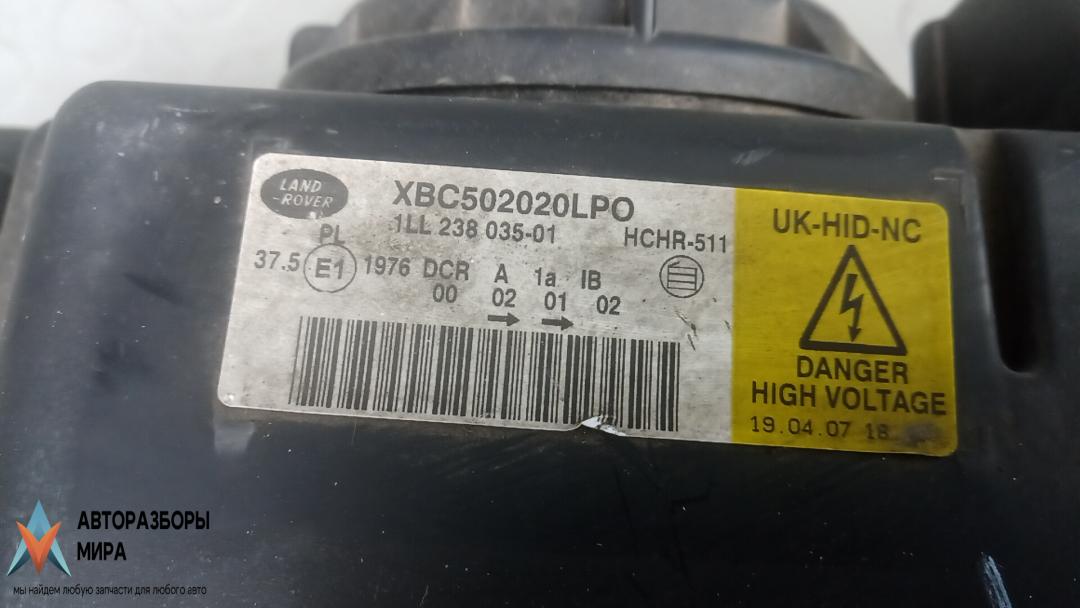 LAND
-ROVER
XBC502020LPO
1LL 238 035-01
HCHR-511
PL
37.5 E1 1976 DCR A 1a IB
00 02 01 02
UK-HID-NC
DANGER
HIGH VOLTAGE
19.04.07 18
АВТОРАЗБОРЫ
МИРА
мы найдем любую запчасти для любого авто